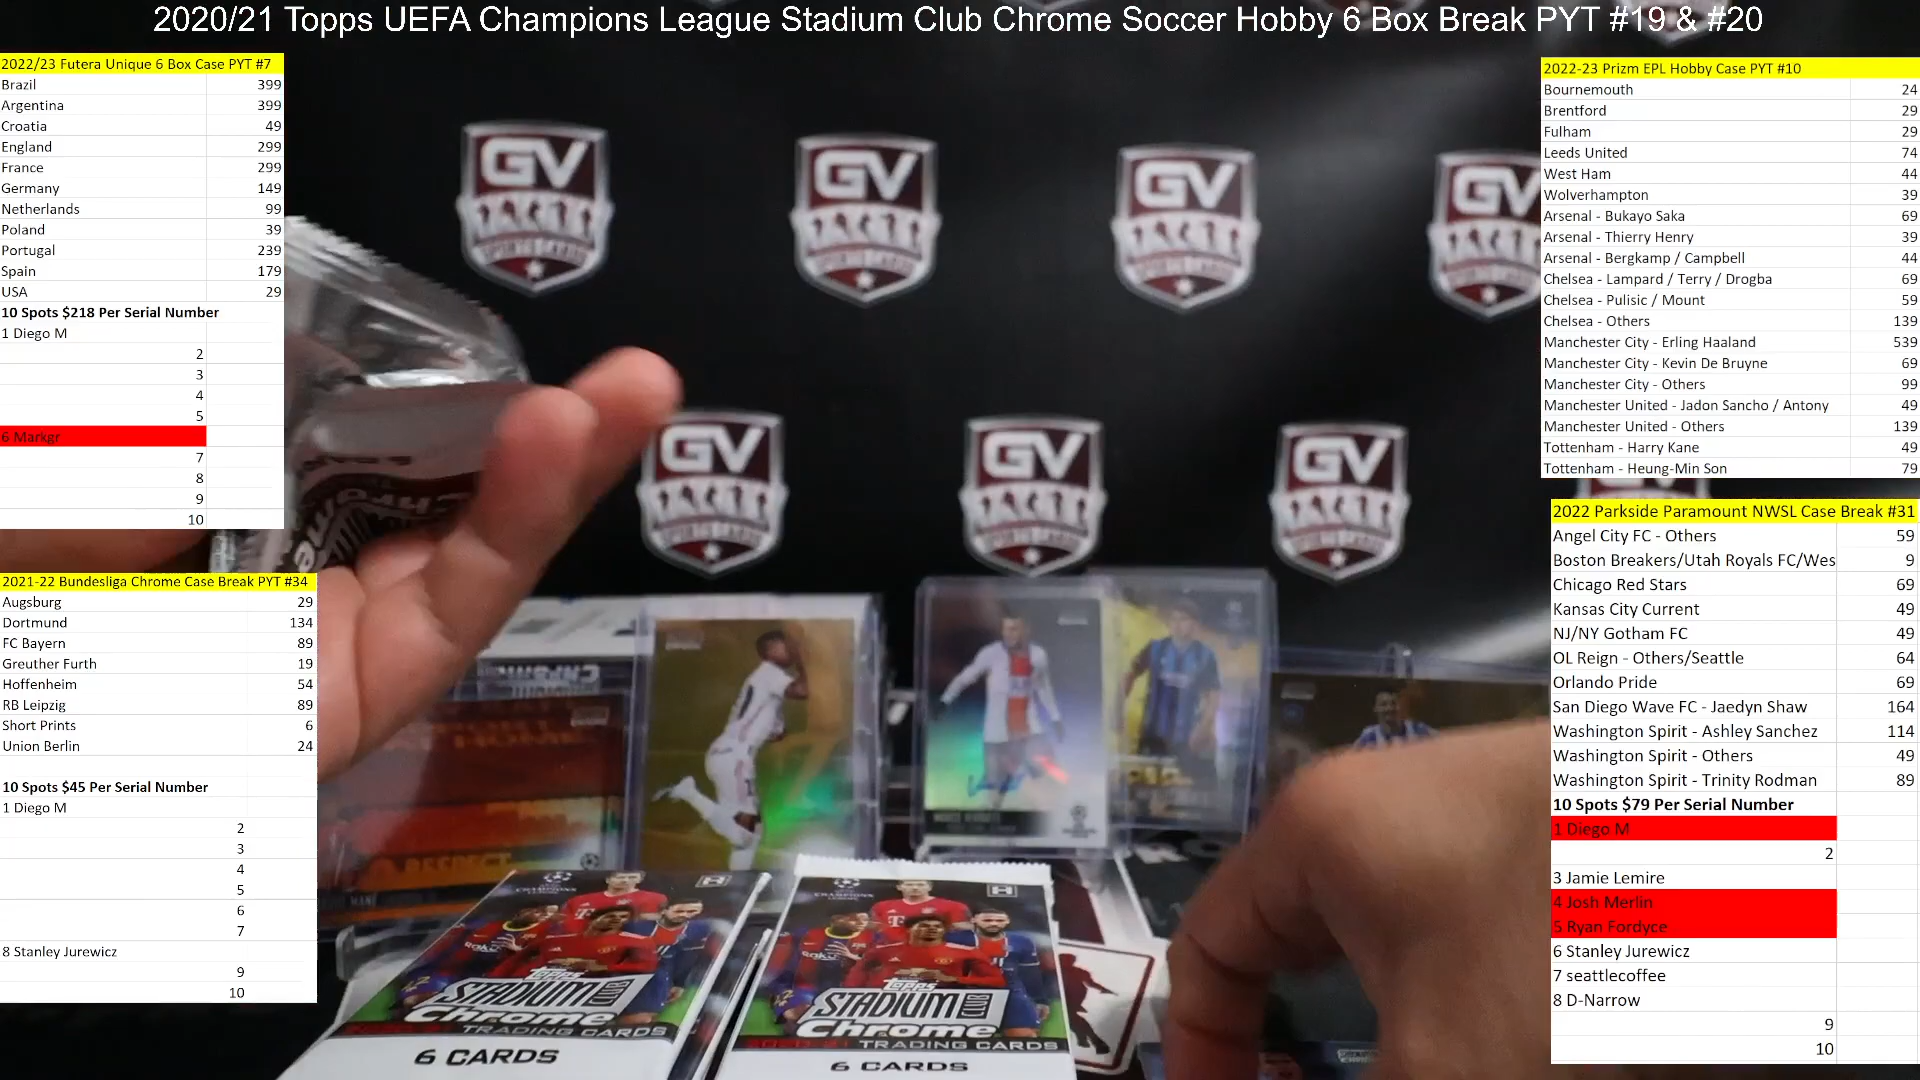 2020/21 Topps UEFA Champions League Stadium Club Chrome Soccer Hobby 6 Box Break PYT #19 & #20
2022/23 Futera Unique 6 Box Case PYT #7
Brazil 399
Argentina 399
Croatia 49
England 299
France 299
Germany 149
Netherlands 99
Poland 39
Portugal 239
Spain 179
USA 29
10 Spots $218 Per Serial Number
1 Diego M
2
3
4
5
6 Markgr
7
8
9
10
2021-22 Bundesliga Chrome Case Break PYT #34
Augsburg 29
Dortmund 134
FC Bayern 89
Greuther Furth 19
Hoffenheim 54
RB Leipzig 89
Short Prints 6
Union Berlin 24
10 Spots $45 Per Serial Number
1 Diego M
2
3
4
5
6
7
8 Stanley Jurewicz
9
10
2022-23 Prizm EPL Hobby Case PYT #10
Bournemouth 24
Brentford 29
Fulham 29
Leeds United 74
West Ham 44
Wolverhampton 39
Arsenal - Bukayo Saka 69
Arsenal - Thierry Henry 39
Arsenal - Bergkamp / Campbell 44
Chelsea - Lampard / Terry / Drogba 69
Chelsea - Pulisic / Mount 59
Chelsea - Others 139
Manchester City - Erling Haaland 539
Manchester City - Kevin De Bruyne 69
Manchester City - Others 99
Manchester United - Jadon Sancho / Antony 49
Manchester United - Others 139
Tottenham - Harry Kane 49
Tottenham - Heung-Min Son 79
2022 Parkside Paramount NWSL Case Break #31
Angel City FC - Others 59
Boston Breakers/Utah Royals FC/Wes 9
Chicago Red Stars 69
Kansas City Current 49
NJ/NY Gotham FC 49
OL Reign - Others/Seattle 64
Orlando Pride 69
San Diego Wave FC - Jaedyn Shaw 164
Washington Spirit - Ashley Sanchez 114
Washington Spirit - Others 49
Washington Spirit - Trinity Rodman 89
10 Spots $79 Per Serial Number
1 Diego M
2
3 Jamie Lemire
4 Josh Merlin
5 Ryan Fordyce
6 Stanley Jurewicz
7 seattlecoffee
8 D-Narrow
9
10
GV
GV
GV
GV
GV
GV
GV
Topps
STADIUM CLUB
Chrome
TRADING CARDS
6 CARDS
Topps
STADIUM CLUB
Chrome
2020-21 TRADING CARDS
6 CARDS